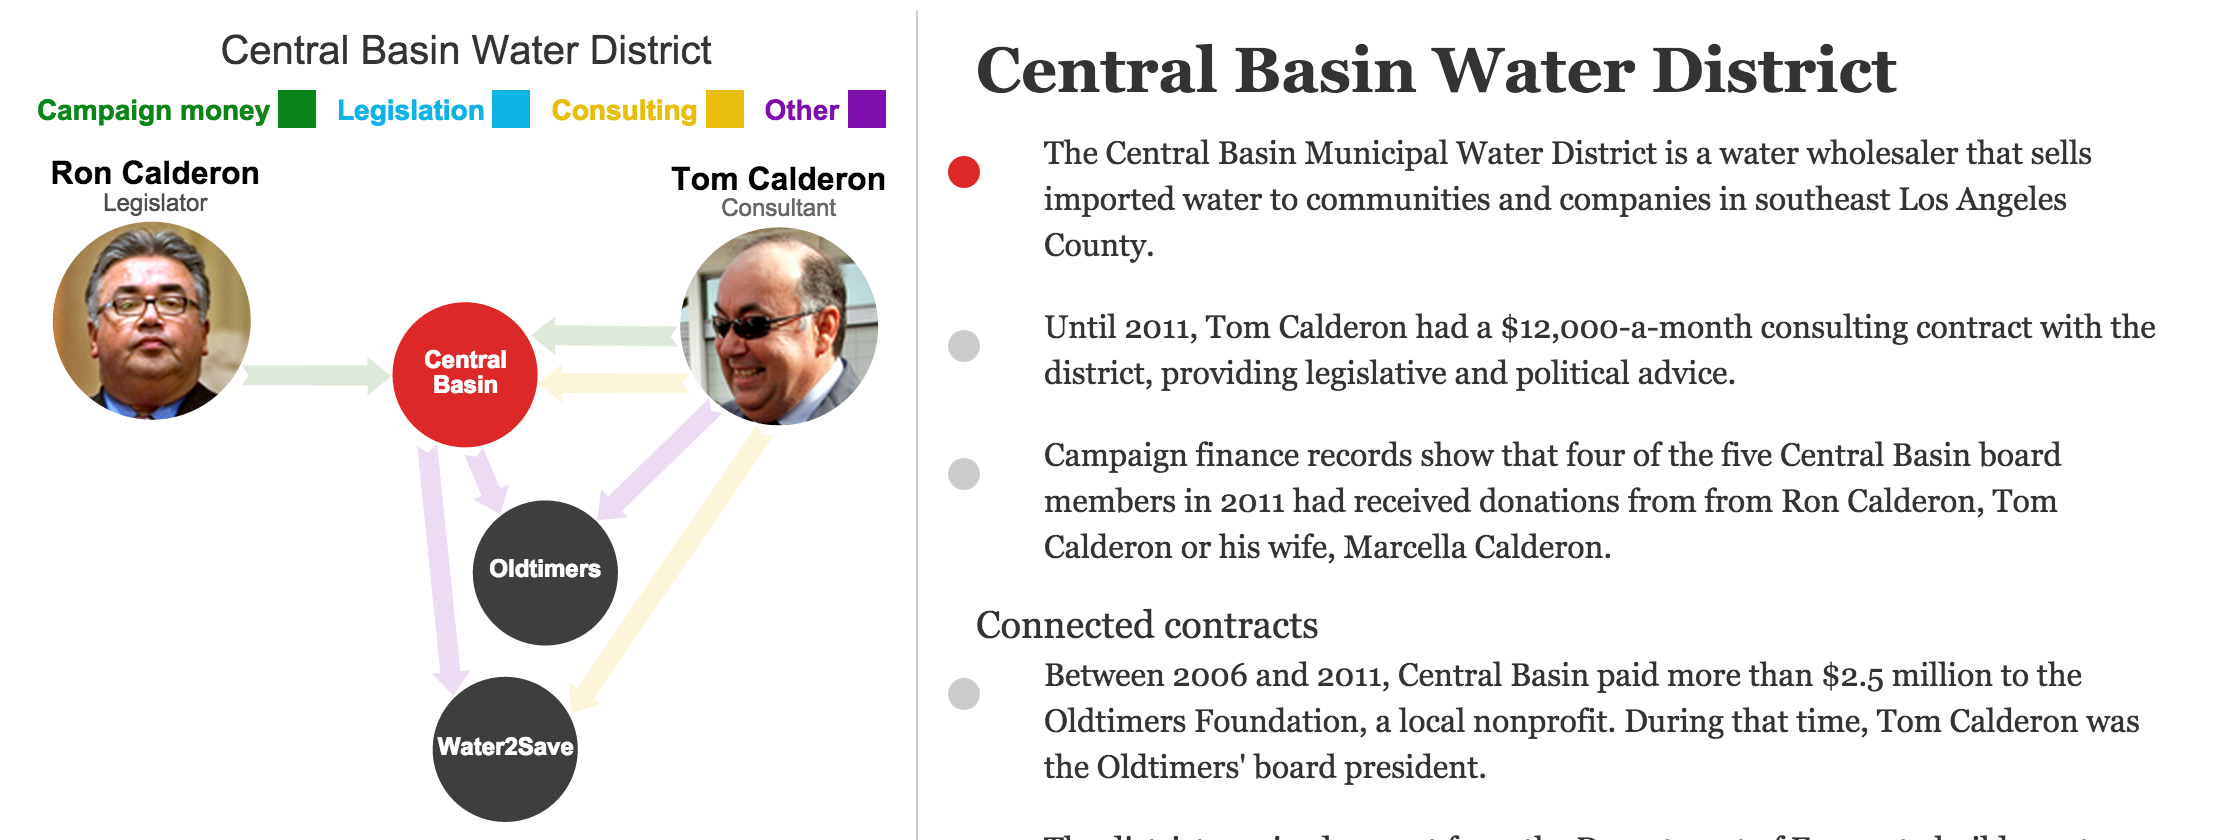 Central Basin Water District
Campaign money
Legislation
Consulting
Other
Ron Calderon
Legislator
Tom Calderon
Consultant
Central
Basin
Oldtimers
Water2Save
Central Basin Water District
The Central Basin Municipal Water District is a water wholesaler that sells
imported water to communities and companies in southeast Los Angeles
County.
Until 2011, Tom Calderon had a $12,000-a-month consulting contract with the
district, providing legislative and political advice.
Campaign finance records show that four of the five Central Basin board
members in 2011 had received donations from from Ron Calderon, Tom
Calderon or his wife, Marcella Calderon.
Connected contracts
Between 2006 and 2011, Central Basin paid more than $2.5 million to the
Oldtimers Foundation, a local nonprofit. During that time, Tom Calderon was
the Oldtimers' board president.